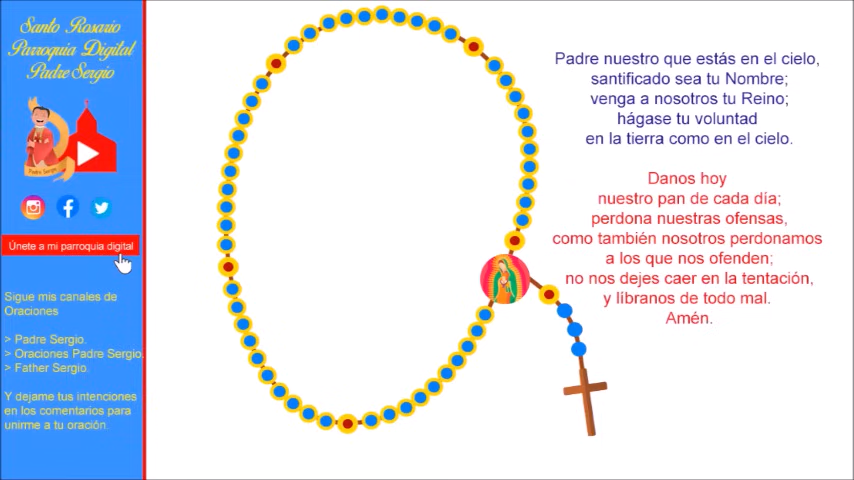 Santo Rosario
Parroquia Digital
Padre Sergio
Padre Sergio
Únete a mi parroquia digital
Sigue mis canales de
Oraciones
> Padre Sergio.
> Oraciones Padre Sergio.
> Father Sergio.
Y dejame tus intenciones
en los comentarios para
unirme a tu oración.
Padre nuestro que estás en el cielo,
santificado sea tu Nombre;
venga a nosotros tu Reino;
hágase tu voluntad
en la tierra como en el cielo.
Danos hoy
nuestro pan de cada día;
perdona nuestras ofensas,
como también nosotros perdonamos
a los que nos ofenden;
no nos dejes caer en la tentación,
y líbranos de todo mal.
Amén.